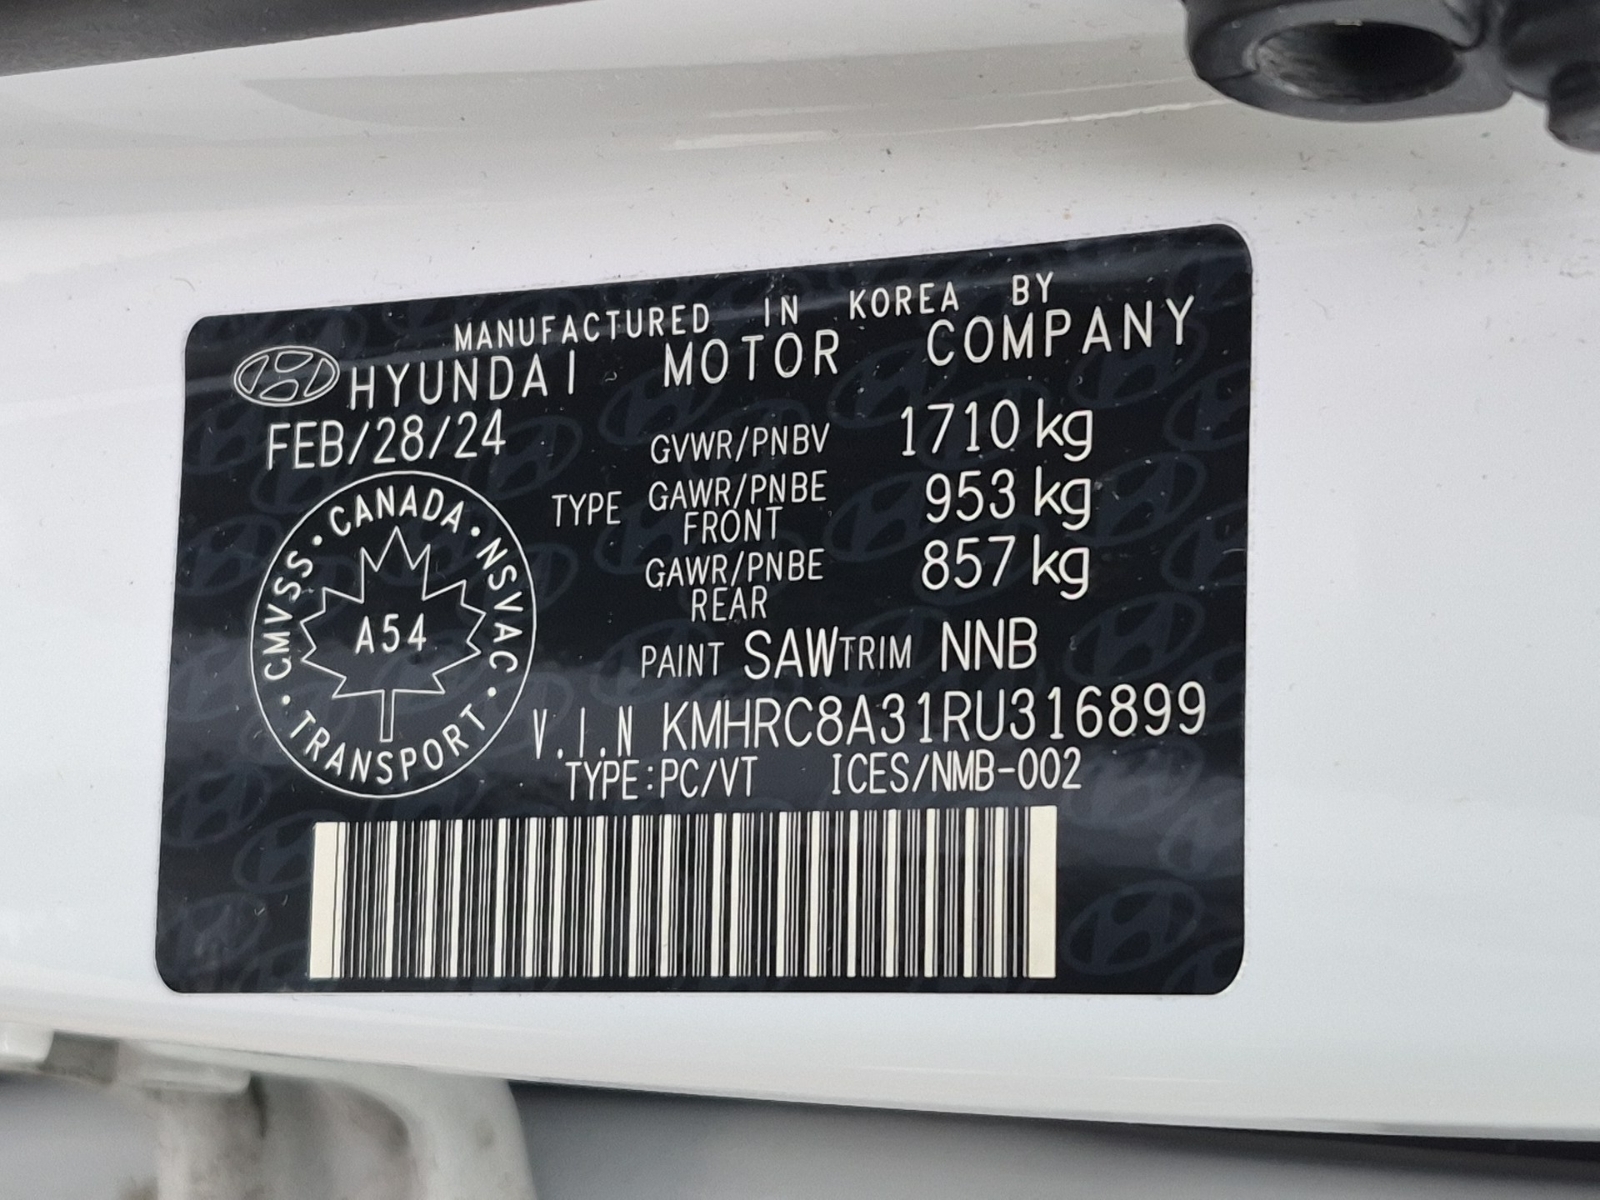 MANUFACTURED IN KOREA BY
HYUNDAI MOTOR COMPANY
FEB/28/24
GVWR/PNBV 1710 kg
TYPE GAWR/PNBE FRONT 953 kg
GAWR/PNBE REAR 857 kg
PAINT SAW TRIM NNB
V.I.N KMHRC8A31RU316899
TYPE:PC/VT ICES/NMB-002
CMVSS · CANADA · NSVAC · TRANSPORT ·
A54